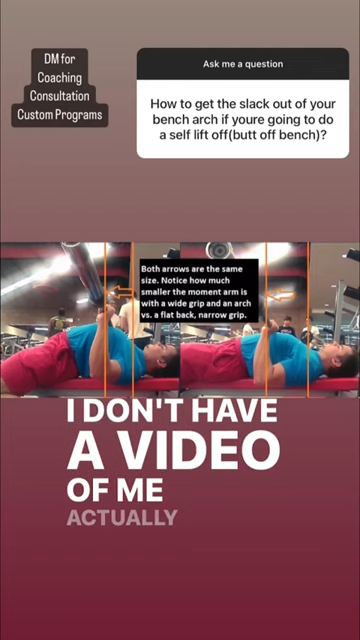 DM for
Coaching
Consultation
Custom Programs
Ask me a question
How to get the slack out of your
bench arch if youre going to do
a self lift off(butt off bench)?
Both arrows are the same
size. Notice how much
smaller the moment arm is
with a wide grip and an arch
vs. a flat back, narrow grip.
I DON'T HAVE
A VIDEO
OF ME
ACTUALLY